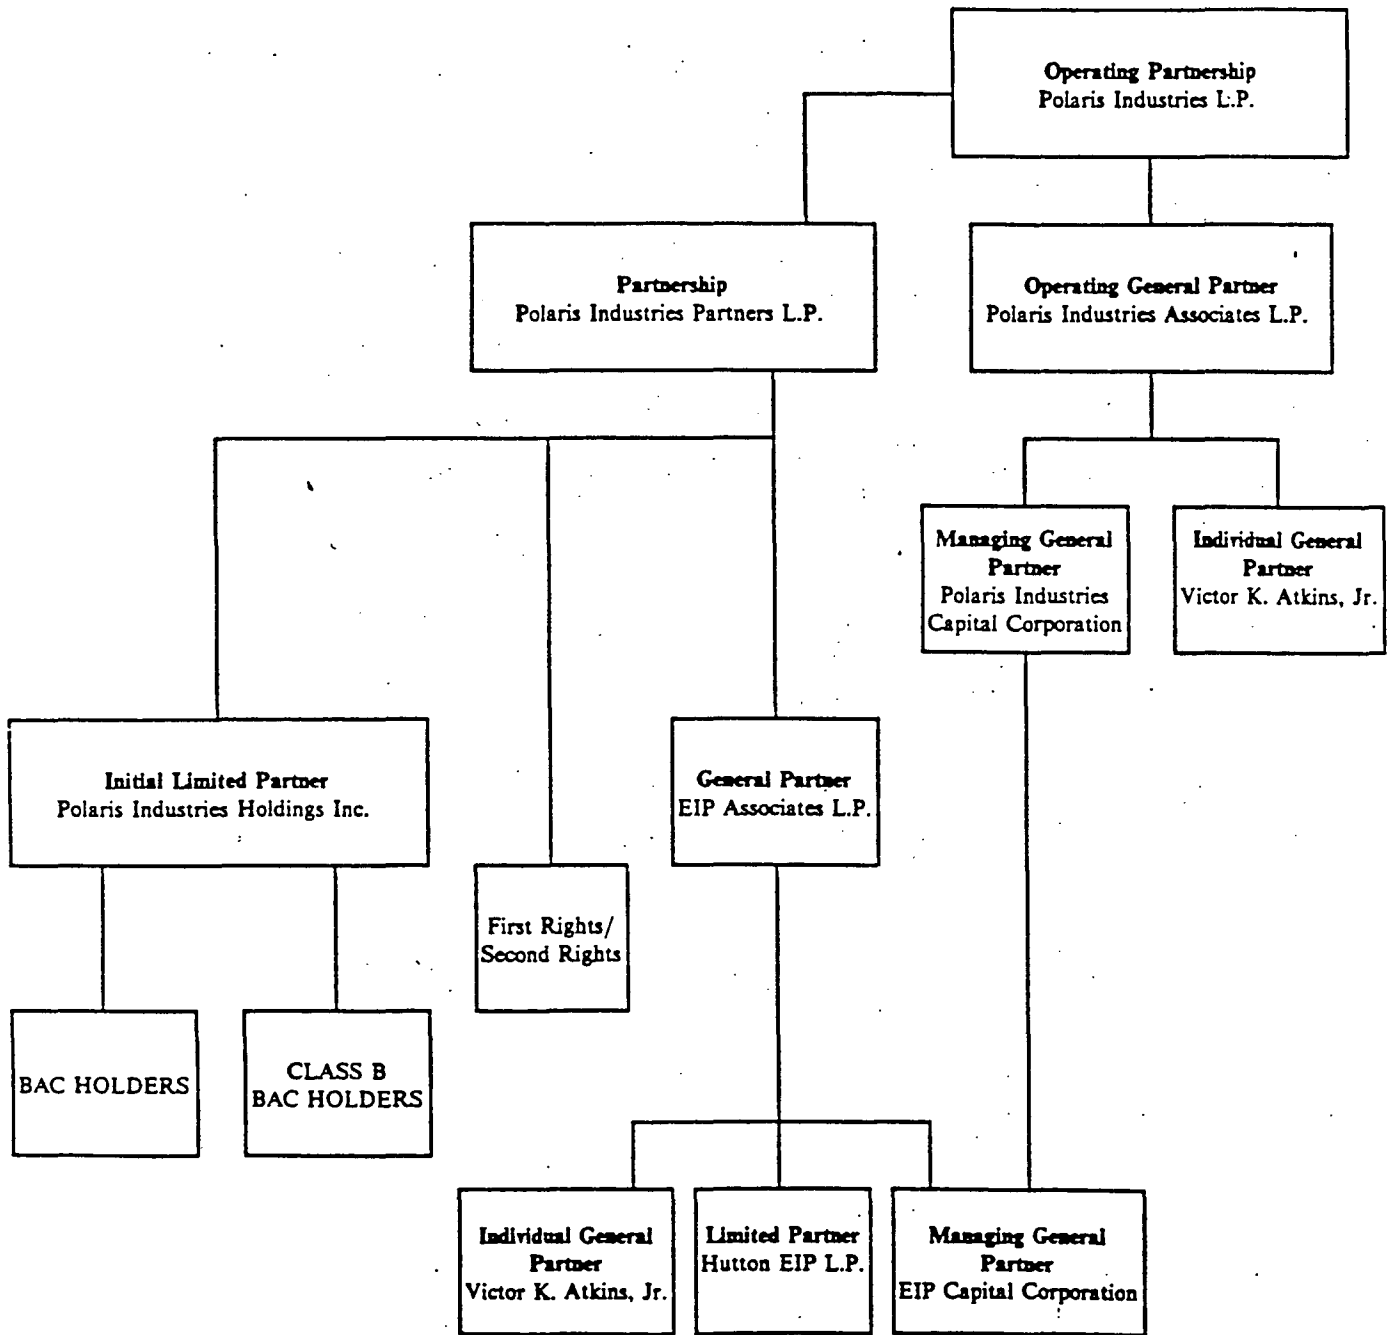 Operating Partnership
Polaris Industries L.P.
Partnership
Polaris Industries Partners L.P.
Operating General Partner
Polaris Industries Associates L.P.
Managing General
Partner
Polaris Industries
Capital Corporation
Individual General
Partner
Victor K. Atkins, Jr.
Initial Limited Partner
Polaris Industries Holdings Inc.
General Partner
EIP Associates L.P.
First Rights/
Second Rights
BAC HOLDERS
CLASS B
BAC HOLDERS
Individual General
Partner
Victor K. Atkins, Jr.
Limited Partner
Hutton EIP L.P.
Managing General
Partner
EIP Capital Corporation